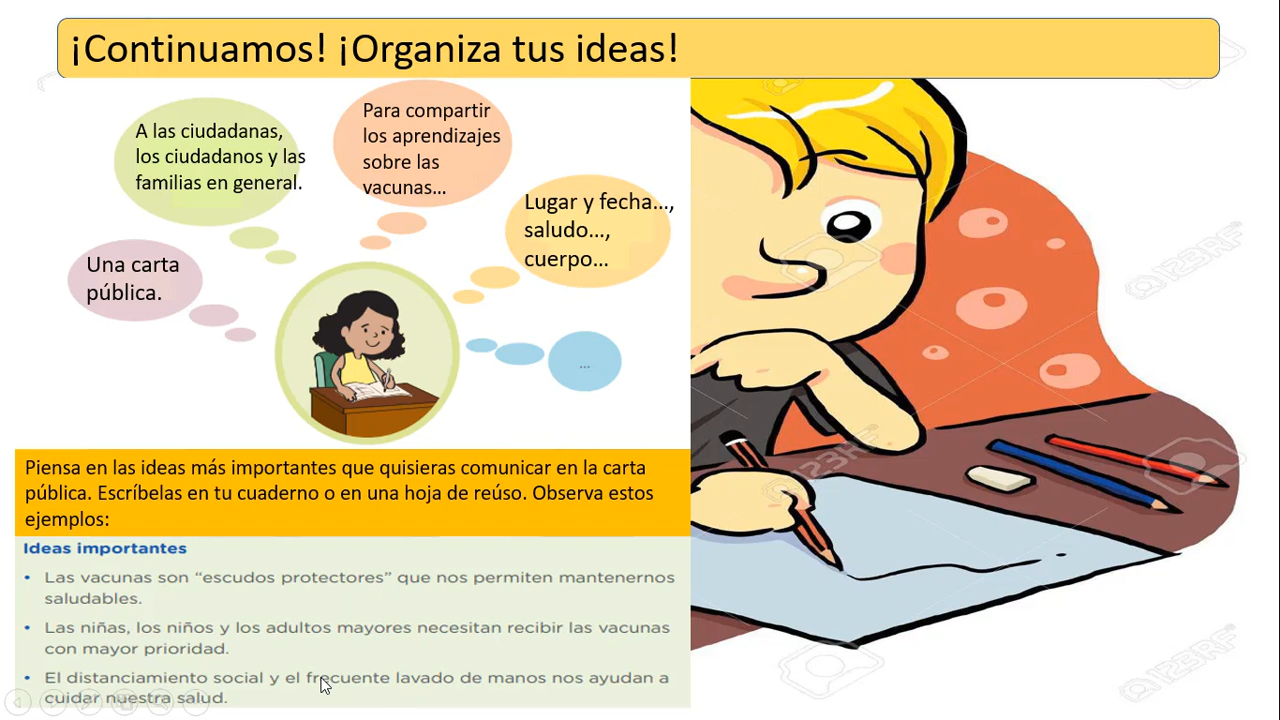 ¡Continuamos! ¡Organiza tus ideas!
A las ciudadanas,
los ciudadanos y las
familias en general.
Para compartir
los aprendizajes
sobre las
vacunas...
Lugar y fecha...,
saludo...,
cuerpo...
Una carta
pública.
...
Piensa en las ideas más importantes que quisieras comunicar en la carta
pública. Escríbelas en tu cuaderno o en una hoja de reúso. Observa estos
ejemplos:
Ideas importantes
• Las vacunas son “escudos protectores” que nos permiten mantenernos
saludables.
• Las niñas, los niños y los adultos mayores necesitan recibir las vacunas
con mayor prioridad.
• El distanciamiento social y el frecuente lavado de manos nos ayudan a
cuidar nuestra salud.
123RF
123RF
123RF
123RF